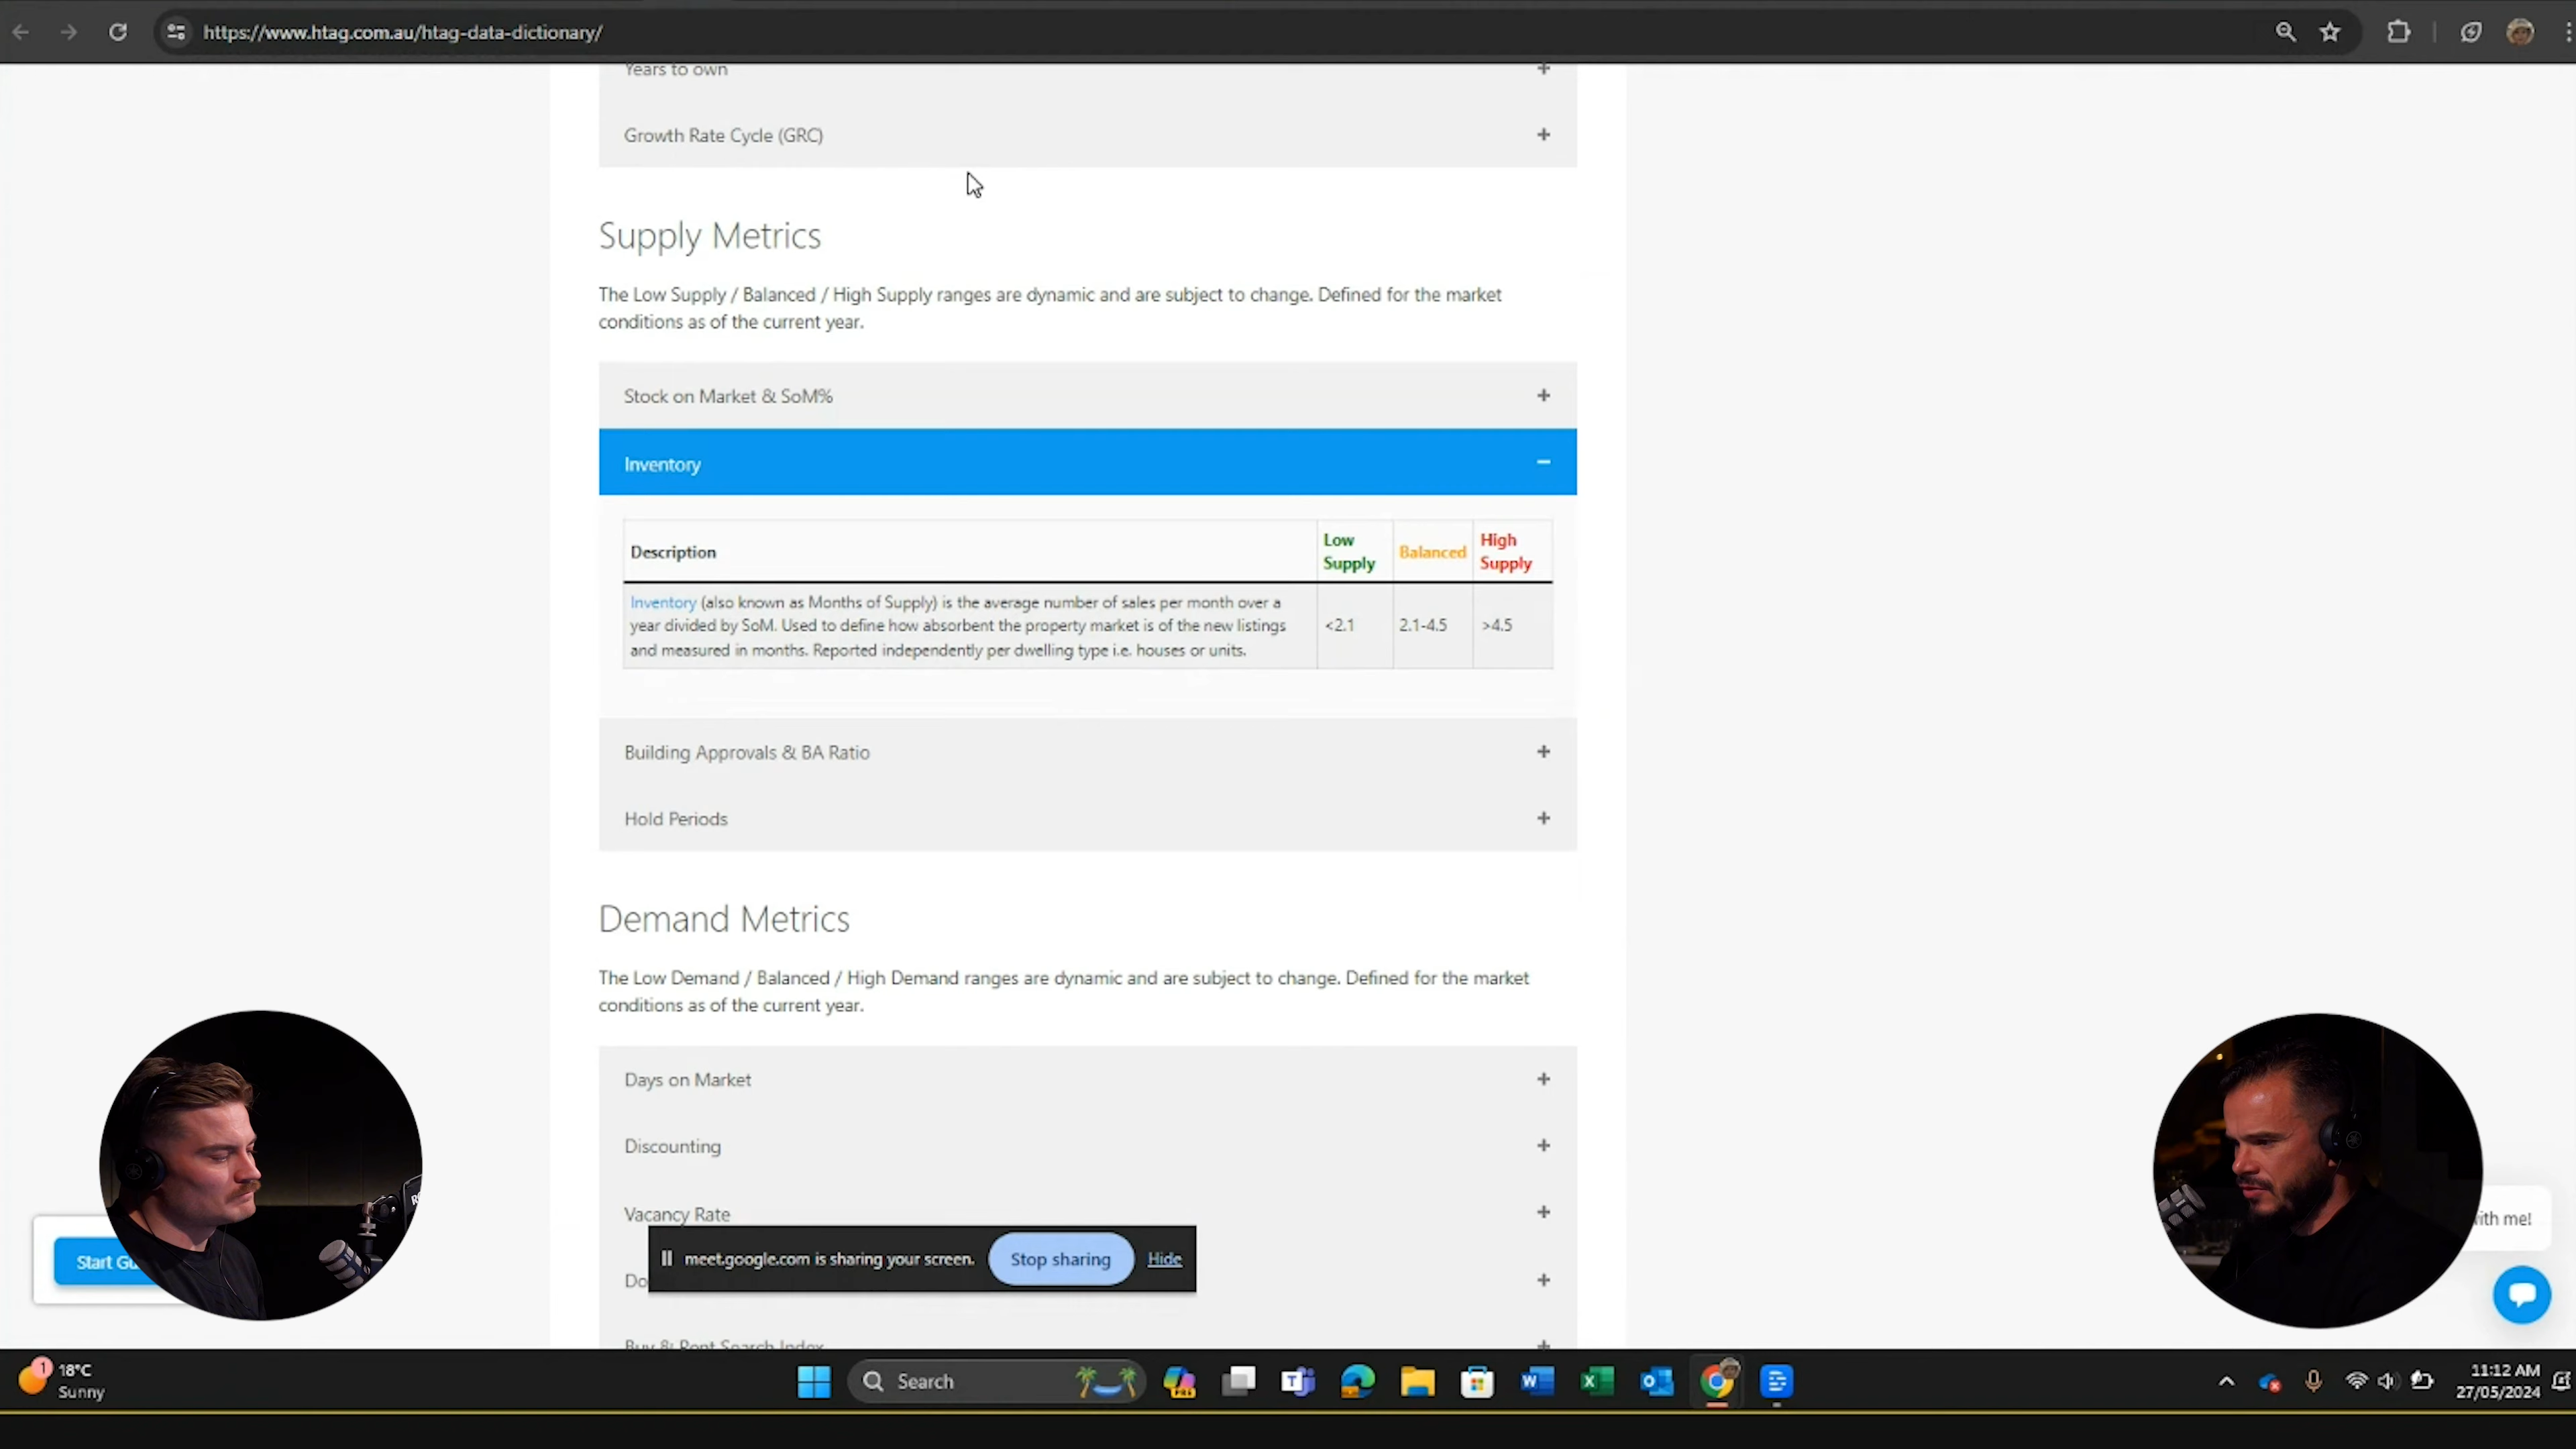 https://www.htag.com.au/htag-data-dictionary/
Years to own
Growth Rate Cycle (GRC)
Supply Metrics
The Low Supply / Balanced / High Supply ranges are dynamic and are subject to change. Defined for the market
conditions as of the current year.
Stock on Market & SoM%
Inventory
Description
Low
Supply
Balanced
High
Supply
Inventory (also known as Months of Supply) is the average number of sales per month over a
year divided by SoM. Used to define how absorbent the property market is of the new listings
and measured in months. Reported independently per dwelling type i.e. houses or units.
<2.1
2.1-4.5
>4.5
Building Approvals & BA Ratio
Hold Periods
Demand Metrics
The Low Demand / Balanced / High Demand ranges are dynamic and are subject to change. Defined for the market
conditions as of the current year.
Days on Market
Discounting
Vacancy Rate
meet.google.com is sharing your screen.
Stop sharing
Hide
Buy & Rent Search Index
Start
with me!
1
18°C
Sunny
Search
11:12 AM
27/05/2024